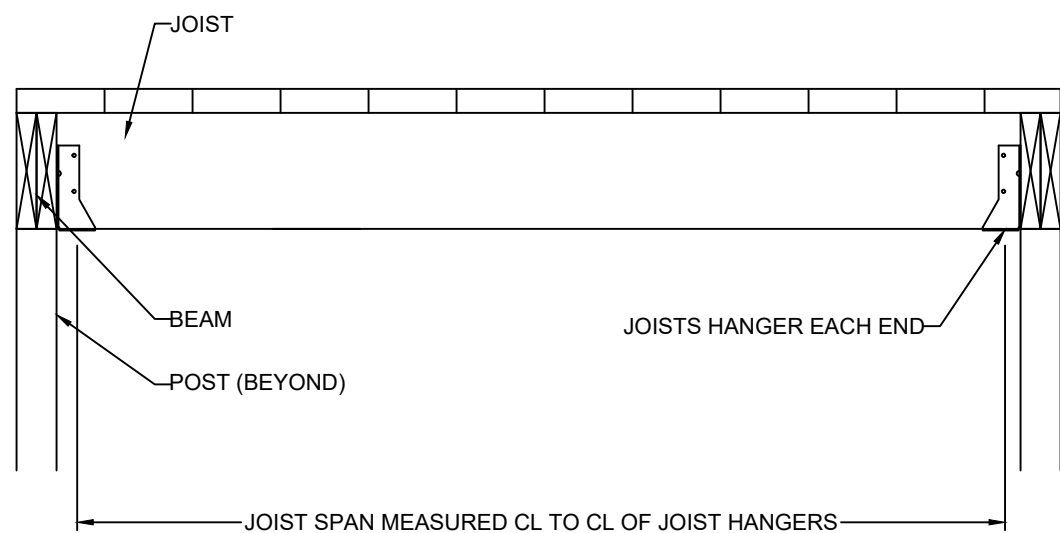 JOIST
BEAM
JOISTS HANGER EACH END
POST (BEYOND)
JOIST SPAN MEASURED CL TO CL OF JOIST HANGERS